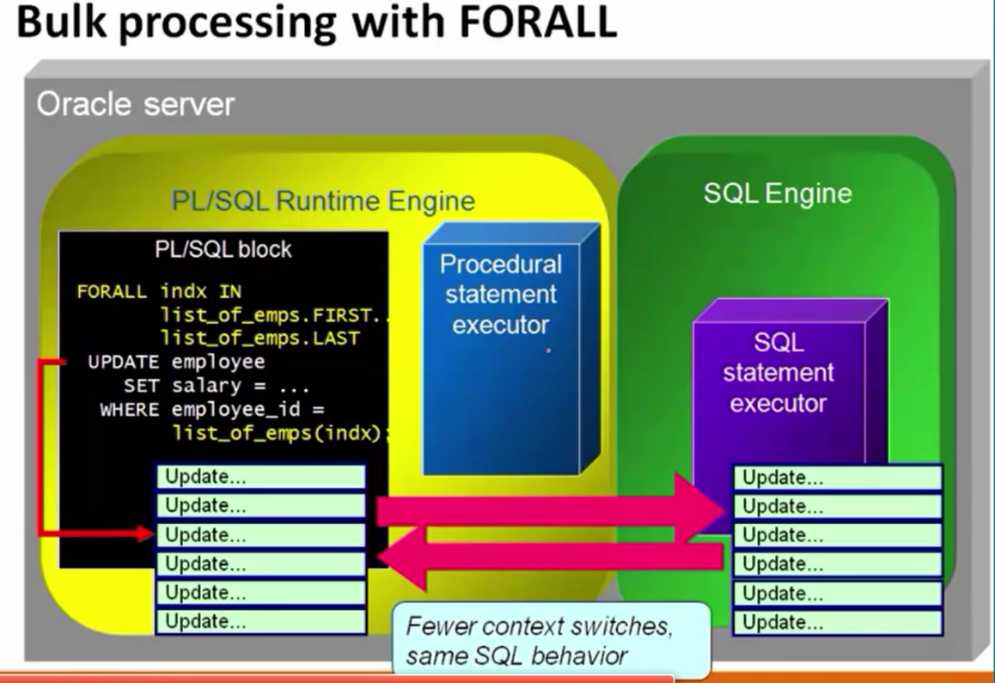 Bulk processing with FORALL
Oracle server
PL/SQL Runtime Engine
PL/SQL block
FORALL indx IN
list_of_emps.FIRST..
list_of_emps.LAST
UPDATE employee
SET salary = ...
WHERE employee_id =
list_of_emps(indx);
Update...
Update...
Update...
Update...
Update...
Update...
Procedural
statement
executor
SQL Engine
SQL
statement
executor
Update...
Update...
Update...
Update...
Update...
Update...
Fewer context switches,
same SQL behavior